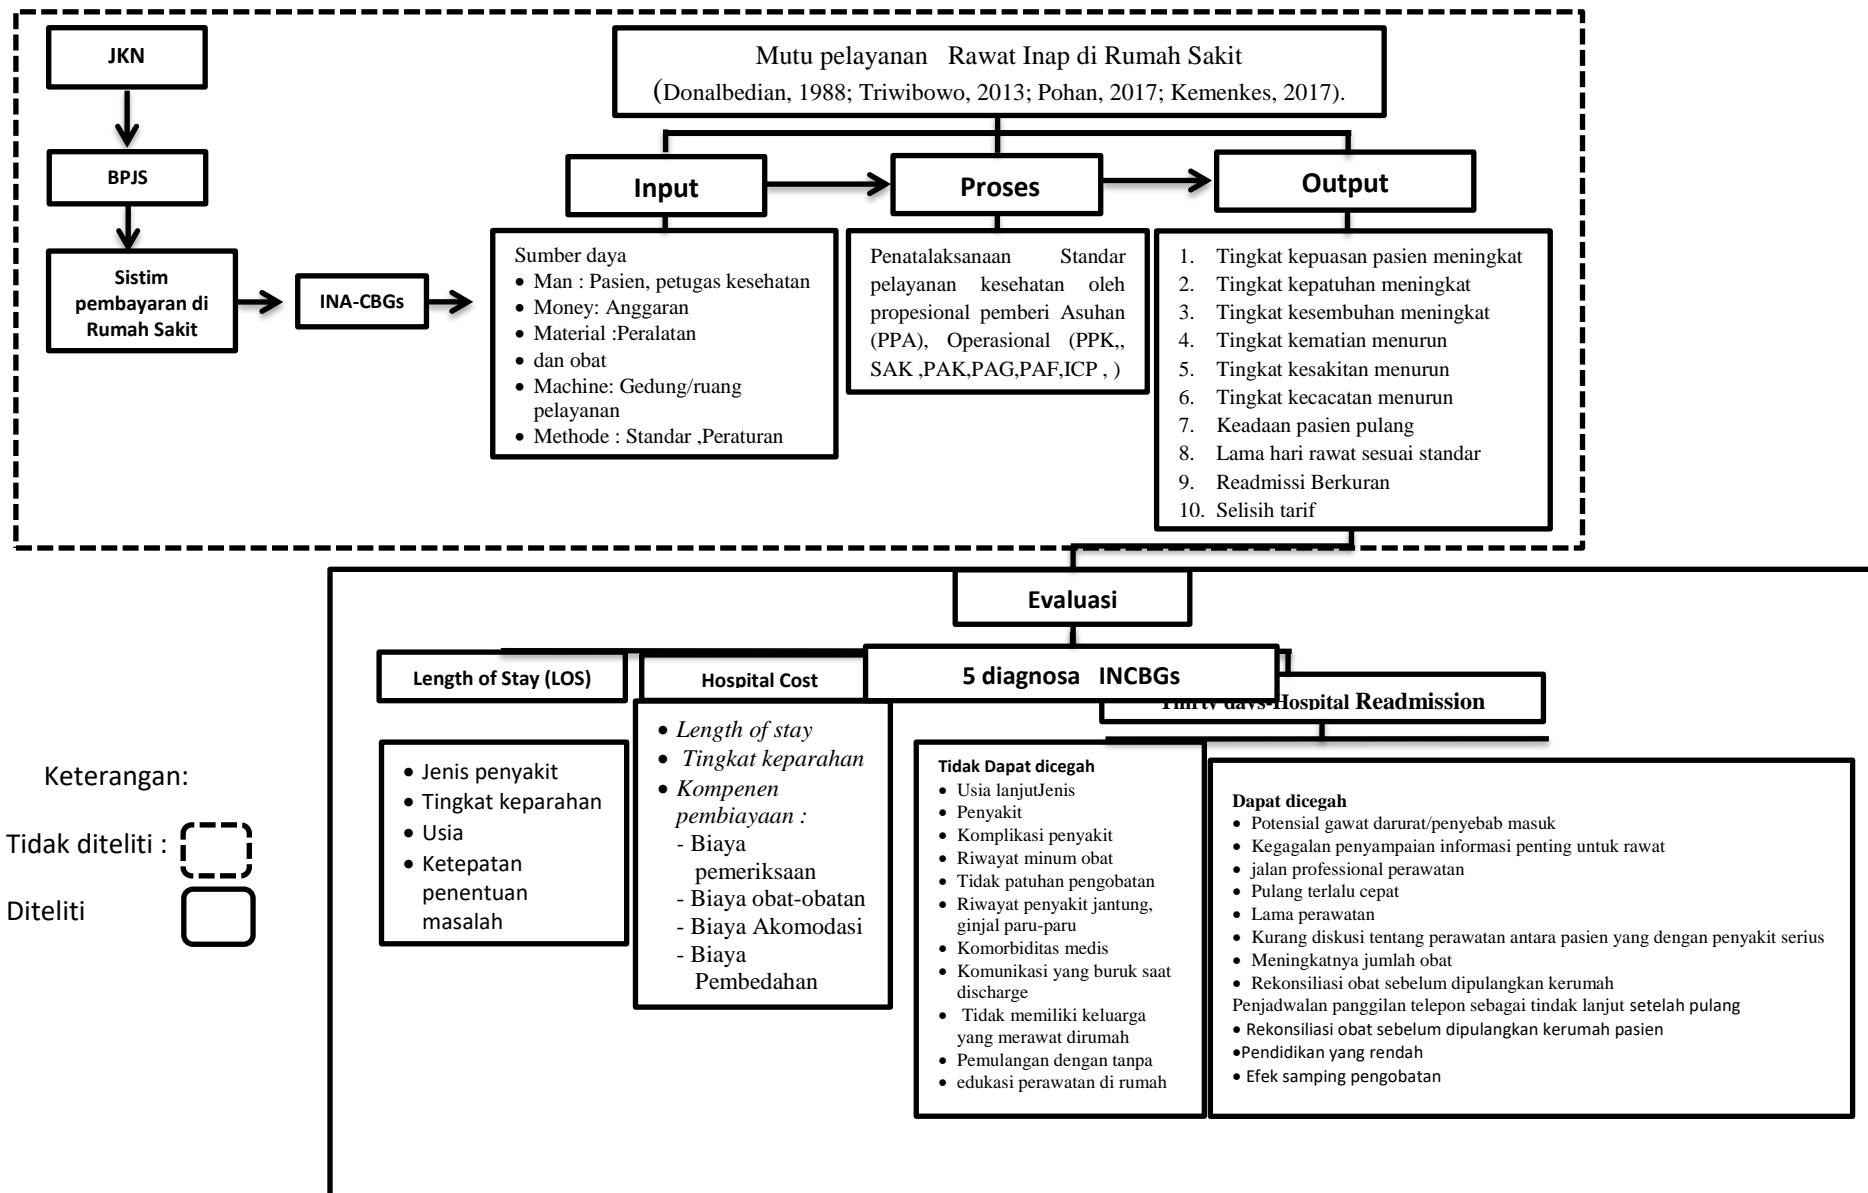 JKN
BPJS
Sistim
pembayaran di
Rumah Sakit
INA-CBGs
Mutu pelayanan Rawat Inap di Rumah Sakit
(Donalbedian, 1988; Triwibowo, 2013; Pohan, 2017; Kemenkes, 2017).
Input
Proses
Output
Sumber daya
• Man : Pasien, petugas kesehatan
• Money: Anggaran
• Material :Peralatan
• dan obat
• Machine: Gedung/ruang
pelayanan
• Methode : Standar ,Peraturan
Penatalaksanaan Standar
pelayanan kesehatan oleh
propesional pemberi Asuhan
(PPA), Operasional (PPK,,
SAK ,PAK,PAG,PAF,ICP , )
1. Tingkat kepuasan pasien meningkat
2. Tingkat kepatuhan meningkat
3. Tingkat kesembuhan meningkat
4. Tingkat kematian menurun
5. Tingkat kesakitan menurun
6. Tingkat kecacatan menurun
7. Keadaan pasien pulang
8. Lama hari rawat sesuai standar
9. Readmissi Berkuran
10. Selisih tarif
Evaluasi
5 diagnosa INCBGs
Length of Stay (LOS)
Hospital Cost
Thirty days-Hospital Readmission
• Jenis penyakit
• Tingkat keparahan
• Usia
• Ketepatan
penentuan
masalah
• Length of stay
• Tingkat keparahan
• Kompenen
pembiayaan :
- Biaya
pemeriksaan
- Biaya obat-obatan
- Biaya Akomodasi
- Biaya
Pembedahan
Tidak Dapat dicegah
• Usia lanjutJenis
• Penyakit
• Komplikasi penyakit
• Riwayat minum obat
• Tidak patuhan pengobatan
• Riwayat penyakit jantung,
ginjal paru-paru
• Komorbiditas medis
• Komunikasi yang buruk saat
discharge
• Tidak memiliki keluarga
yang merawat dirumah
• Pemulangan dengan tanpa
• edukasi perawatan di rumah
Dapat dicegah
• Potensial gawat darurat/penyebab masuk
• Kegagalan penyampaian informasi penting untuk rawat
• jalan professional perawatan
• Pulang terlalu cepat
• Lama perawatan
• Kurang diskusi tentang perawatan antara pasien yang dengan penyakit serius
• Meningkatnya jumlah obat
• Rekonsiliasi obat sebelum dipulangkan kerumah
Penjadwalan panggilan telepon sebagai tindak lanjut setelah pulang
• Rekonsiliasi obat sebelum dipulangkan kerumah pasien
•Pendidikan yang rendah
• Efek samping pengobatan
Keterangan:
Tidak diteliti :
Diteliti